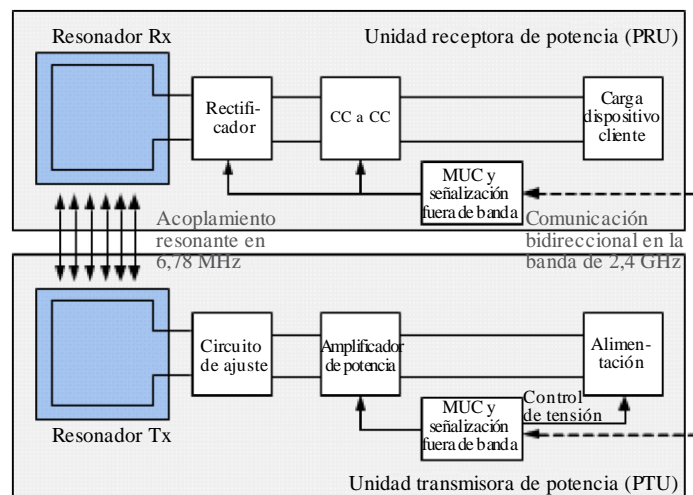 Resonador Rx
Unidad receptora de potencia (PRU)
Rectifi-
cador
CC a CC
Carga
dispositivo
cliente
MUC y
señalización
fuera de banda
Acoplamiento
resonante en
6,78 MHz
Comunicación
bidireccional en la
banda de 2,4 GHz
Circuito
de ajuste
Amplificador
de potencia
Alimen-
tación
Control
de tensión
MUC y
señalización
fuera de banda
Resonador Tx
Unidad transmisora de potencia (PTU)